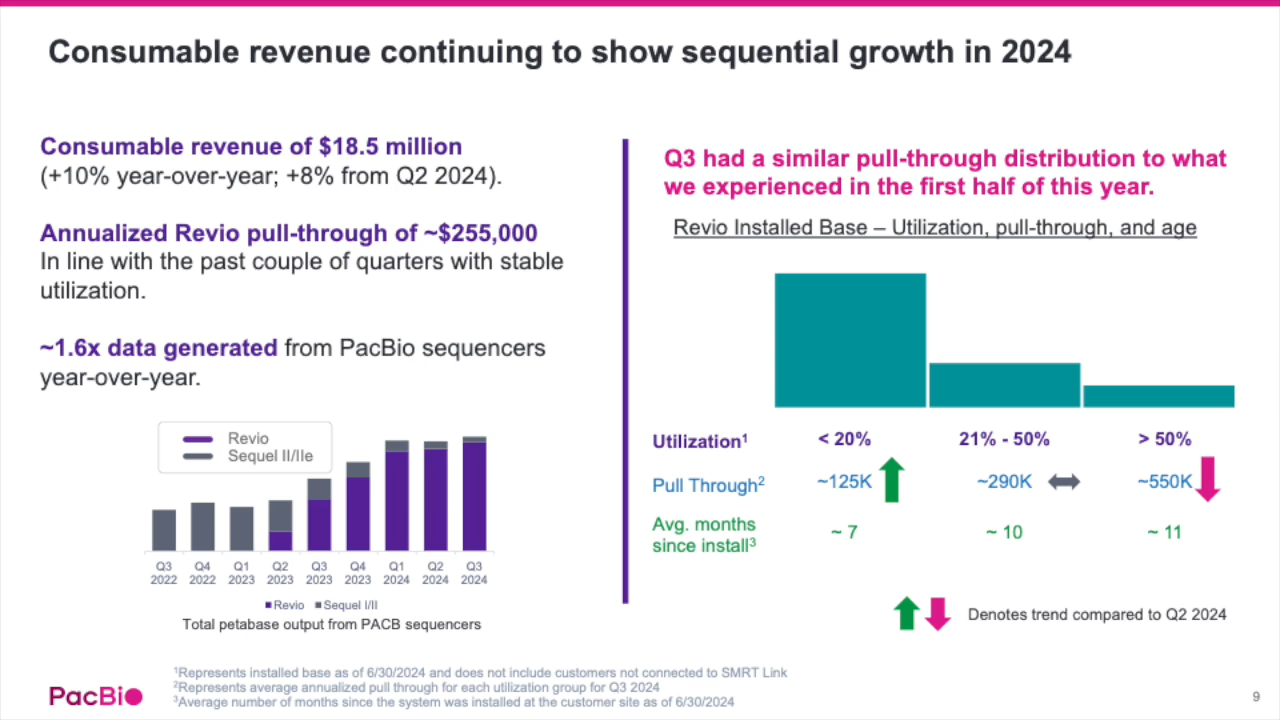 Consumable revenue continuing to show sequential growth in 2024
Consumable revenue of $18.5 million
(+10% year-over-year; +8% from Q2 2024).
Annualized Revio pull-through of ~$255,000
In line with the past couple of quarters with stable
utilization.
~1.6x data generated from PacBio sequencers
year-over-year.
Revio
Sequel II/IIe
Q3 Q4 Q1 Q2 Q3 Q4 Q1 Q2 Q3
2022 2022 2023 2023 2023 2023 2024 2024 2024
Revio Sequel I/II
Total petabase output from PACB sequencers
Q3 had a similar pull-through distribution to what
we experienced in the first half of this year.
Revio Installed Base – Utilization, pull-through, and age
Utilization¹ < 20% 21% - 50% > 50%
Pull Through² ~125K ~290K ~550K
Avg. months
since install³ ~ 7 ~ 10 ~ 11
Denotes trend compared to Q2 2024
¹Represents installed base as of 6/30/2024 and does not include customers not connected to SMRT Link
²Represents average annualized pull through for each utilization group for Q3 2024
³Average number of months since the system was installed at the customer site as of 6/30/2024
PacBio
9